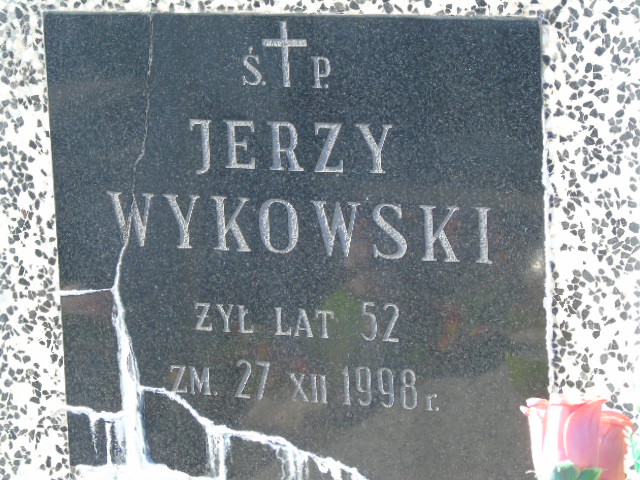 Ś. P.
JERZY
WYKOWSKI
ŻYŁ LAT 52
ZM. 27 XII 1998 r.